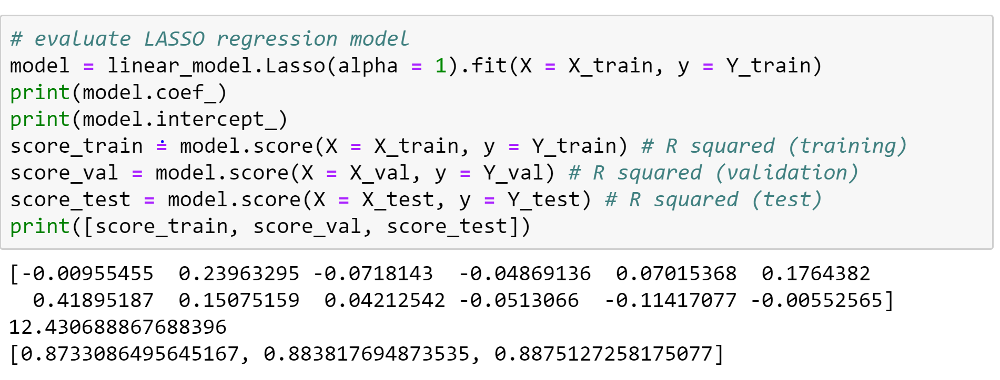 # evaluate LASSO regression model
model = linear_model.Lasso(alpha = 1).fit(X = X_train, y = Y_train)
print(model.coef_)
print(model.intercept_)
score_train = model.score(X = X_train, y = Y_train) # R squared (training)
score_val = model.score(X = X_val, y = Y_val) # R squared (validation)
score_test = model.score(X = X_test, y = Y_test) # R squared (test)
print([score_train, score_val, score_test])
[-0.00955455  0.23963295 -0.0718143  -0.04869136  0.07015368  0.1764382
  0.41895187  0.15075159  0.04212542 -0.0513066  -0.11417077 -0.00552565]
12.430688867688396
[0.8733086495645167, 0.883817694873535, 0.8875127258175077]